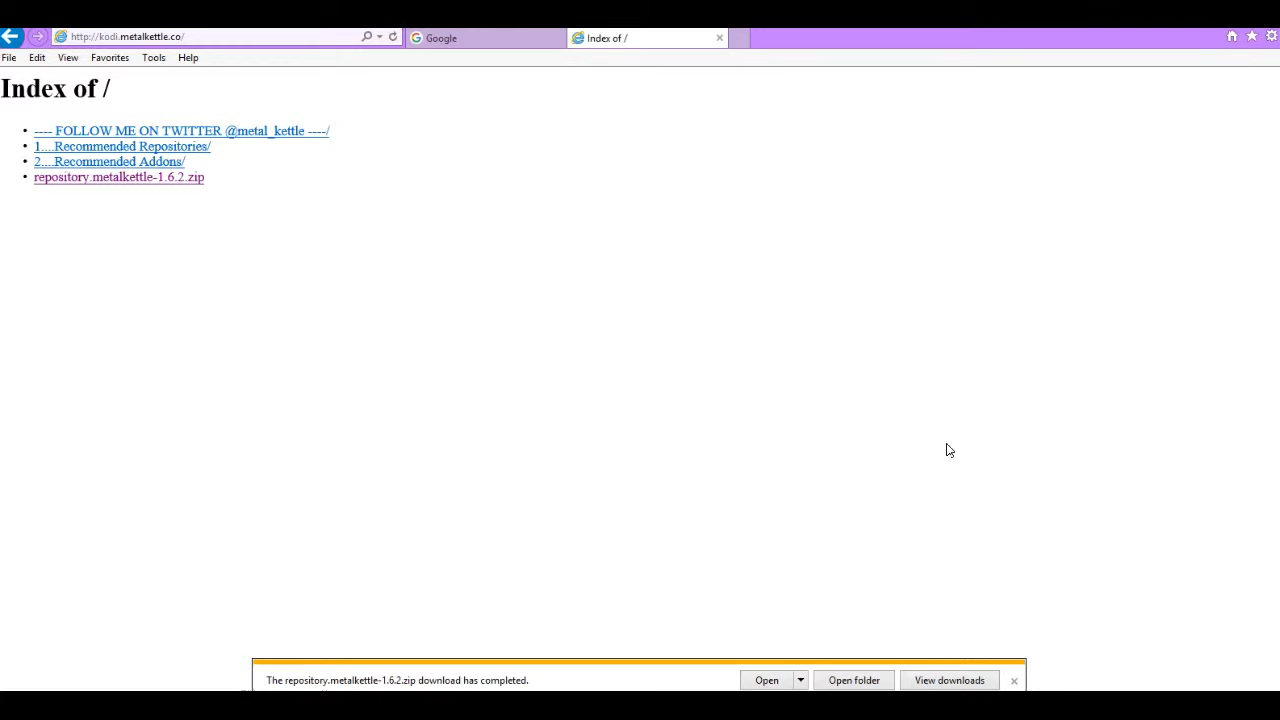 http://kodi.metalkettle.co/
Google
Index of /
File Edit View Favorites Tools Help
Index of /
---- FOLLOW ME ON TWITTER @metal_kettle ----/
1....Recommended Repositories/
2....Recommended Addons/
repository.metalkettle-1.6.2.zip
The repository.metalkettle-1.6.2.zip download has completed. Open Open folder View downloads